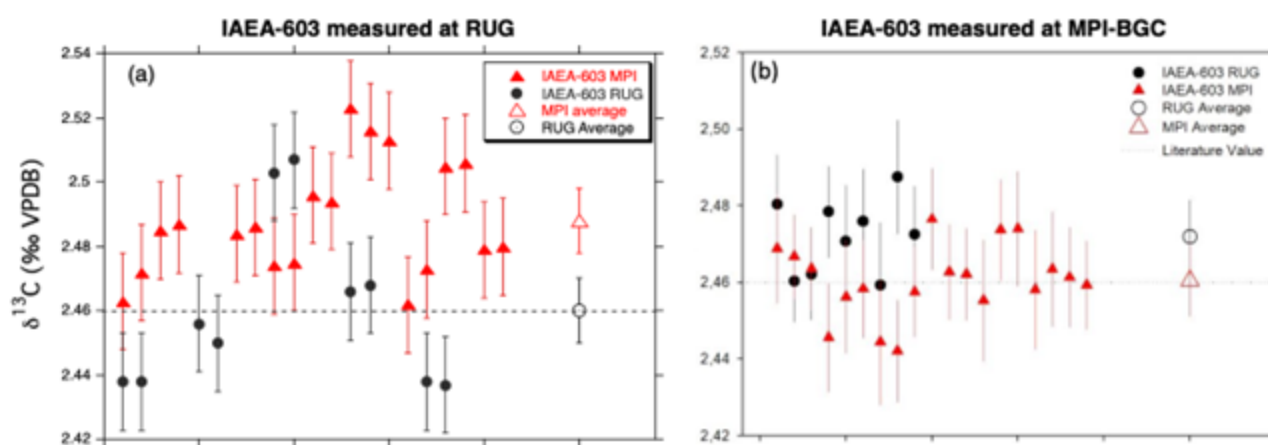 IAEA-603 measured at RUG
2.54
2.52
2.5
2.48
2.46
2.44
2.42
δ ¹³C (‰ VPDB)
(a)
IAEA-603 MPI
IAEA-603 RUG
MPI average
RUG Average
IAEA-603 measured at MPI-BGC
2,52
2,50
2,48
2,46
2,44
2,42
(b)
IAEA-603 RUG
IAEA-603 MPI
RUG Average
MPI Average
Literature Value